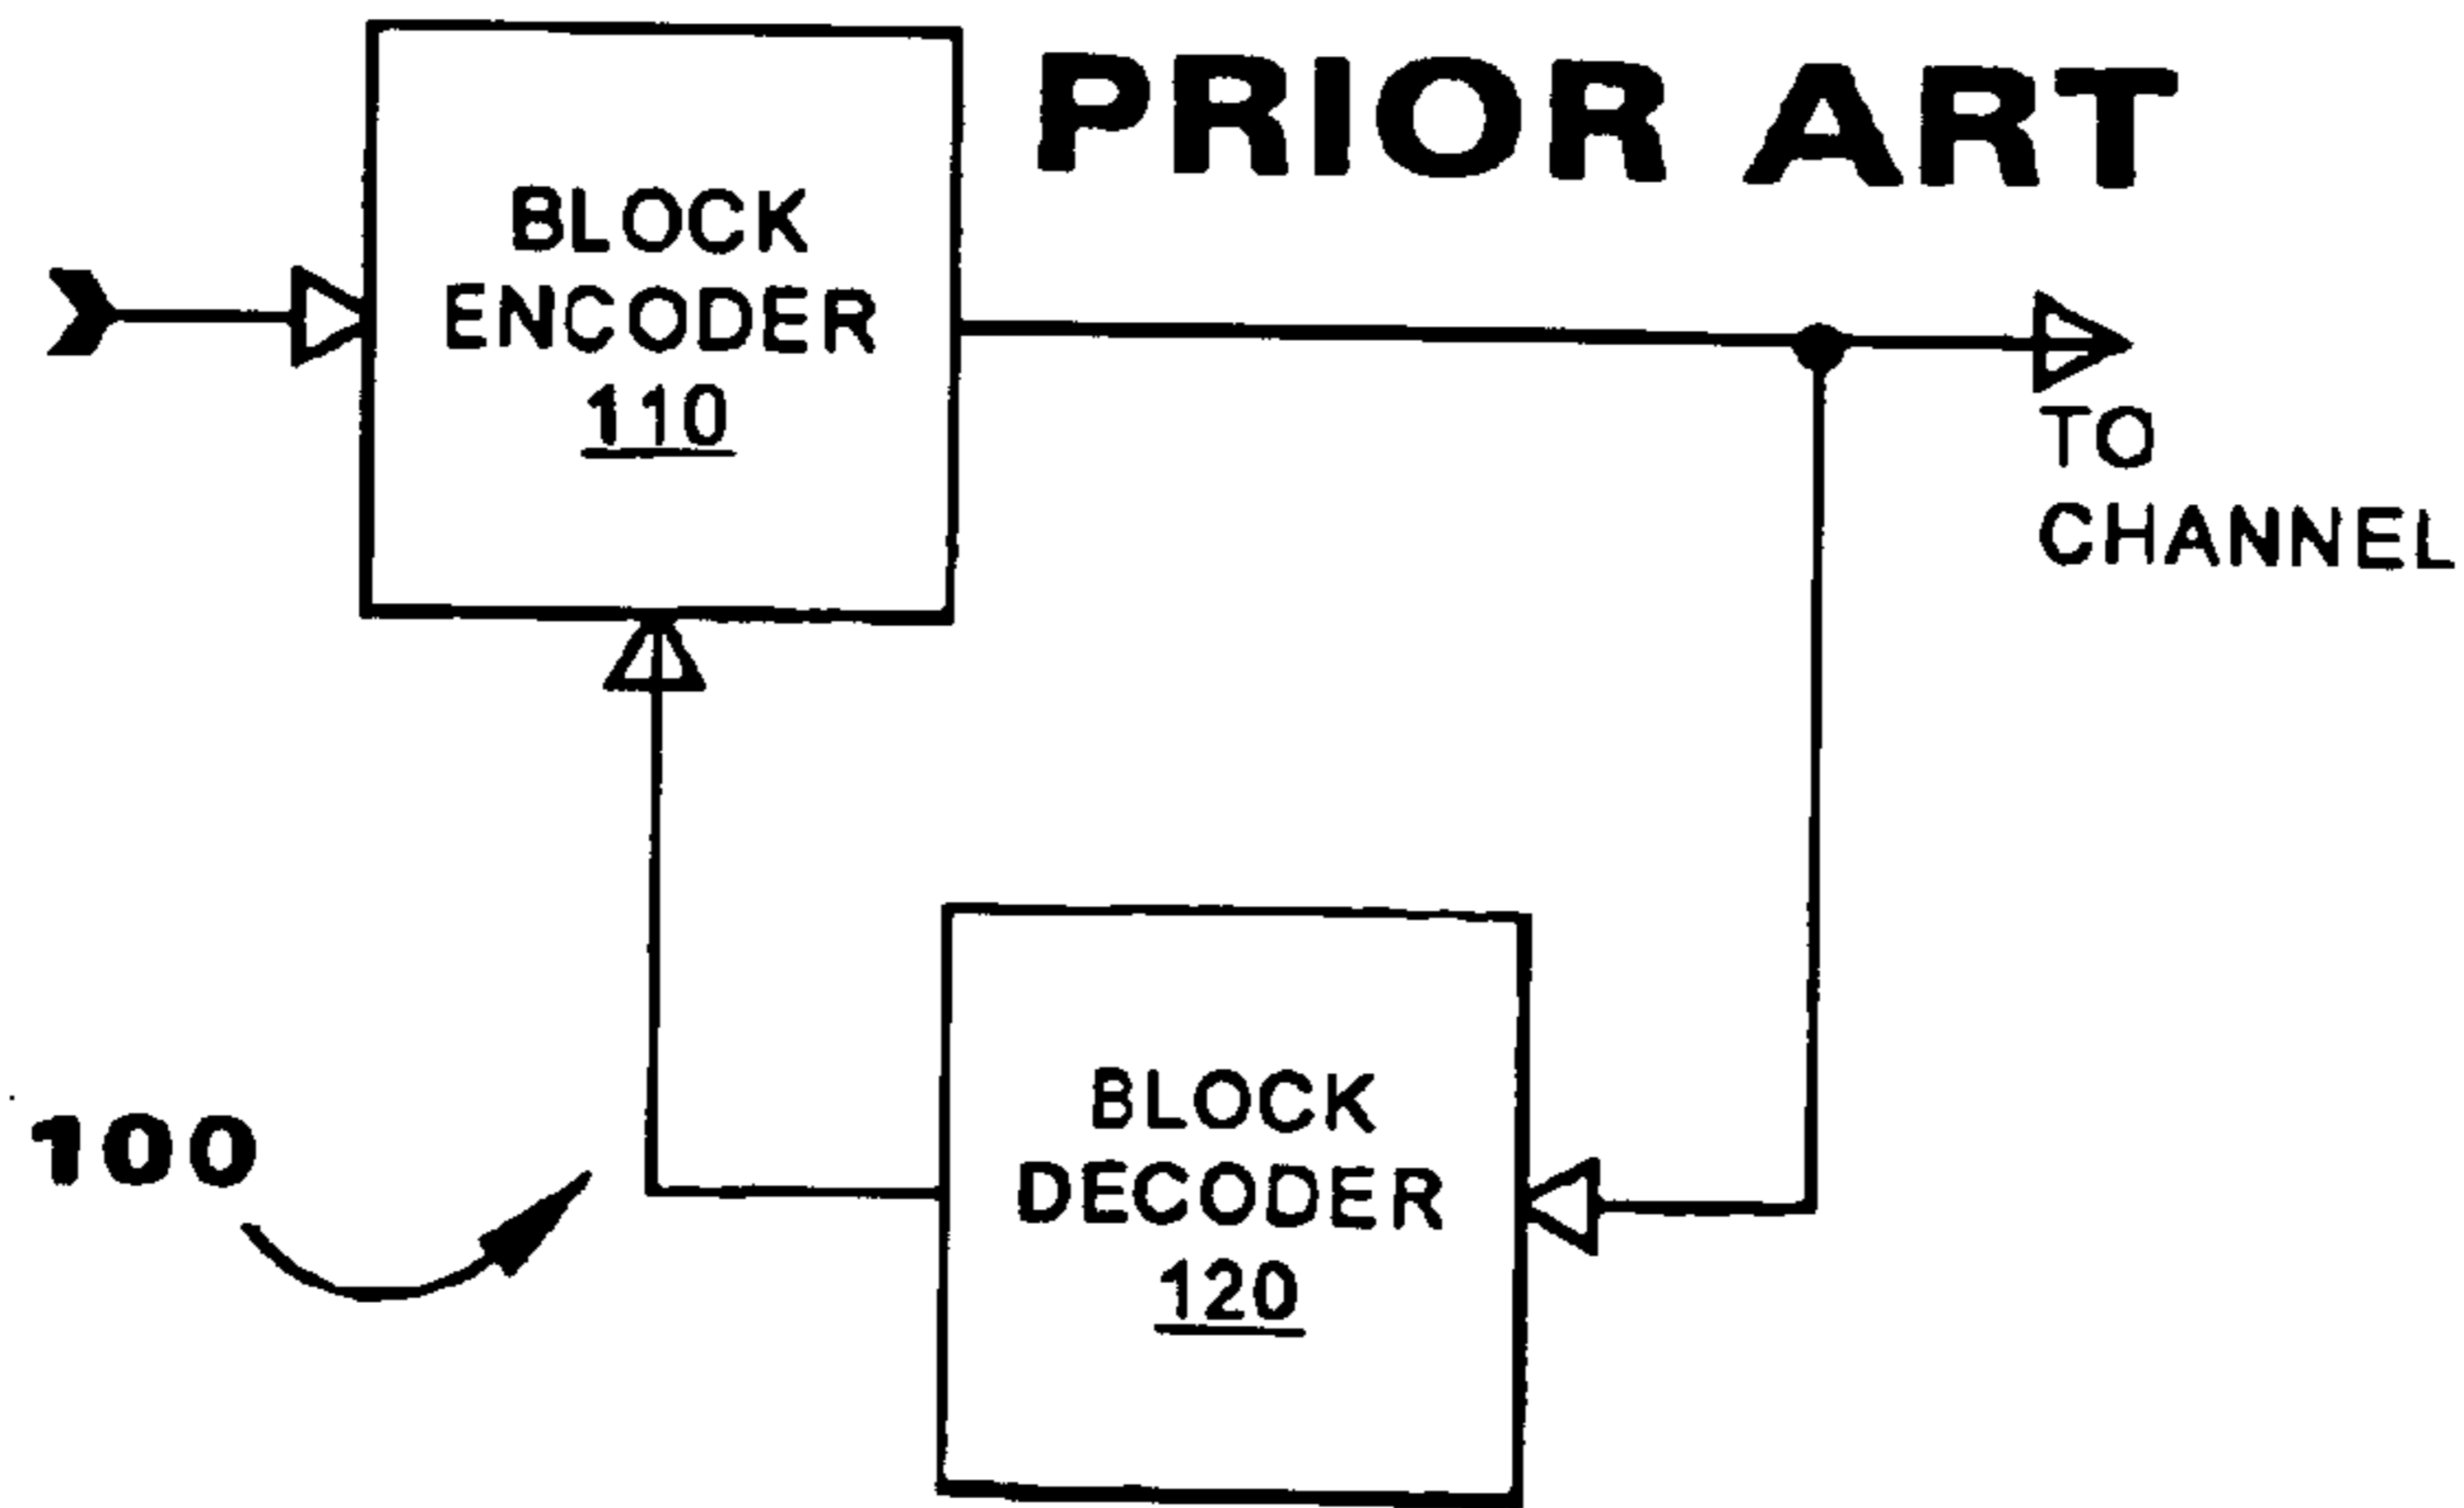 PRIOR ART
BLOCK
ENCODER
110
TO
CHANNEL
100
BLOCK
DECODER
120